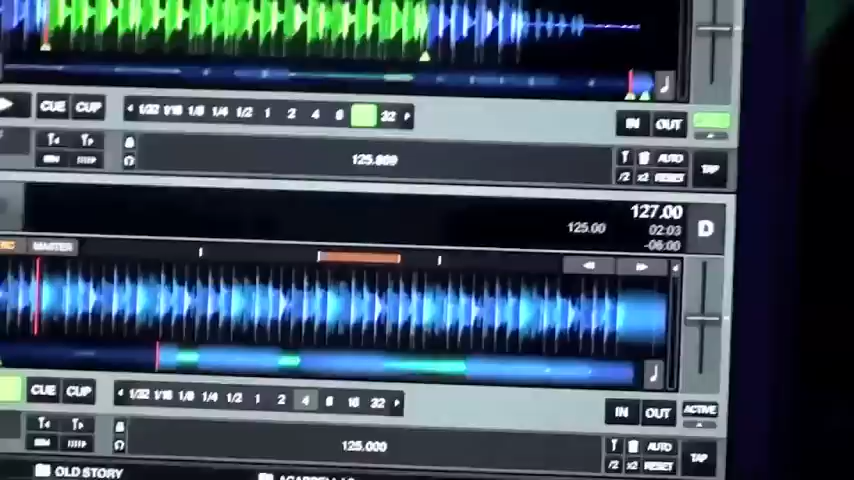 CUE CUP 1/32 1/16 1/8 1/4 1/2 1 2 4 8 32 IN OUT
125.000 AUTO TAP
/2 x2 RESET
127.00 D
125.00 02:03
-06:00
MASTER
CUE CUP 1/32 1/16 1/8 1/4 1/2 1 2 4 8 16 32 IN OUT ACTIVE
125.000 AUTO TAP
/2 x2 RESET
OLD STORY